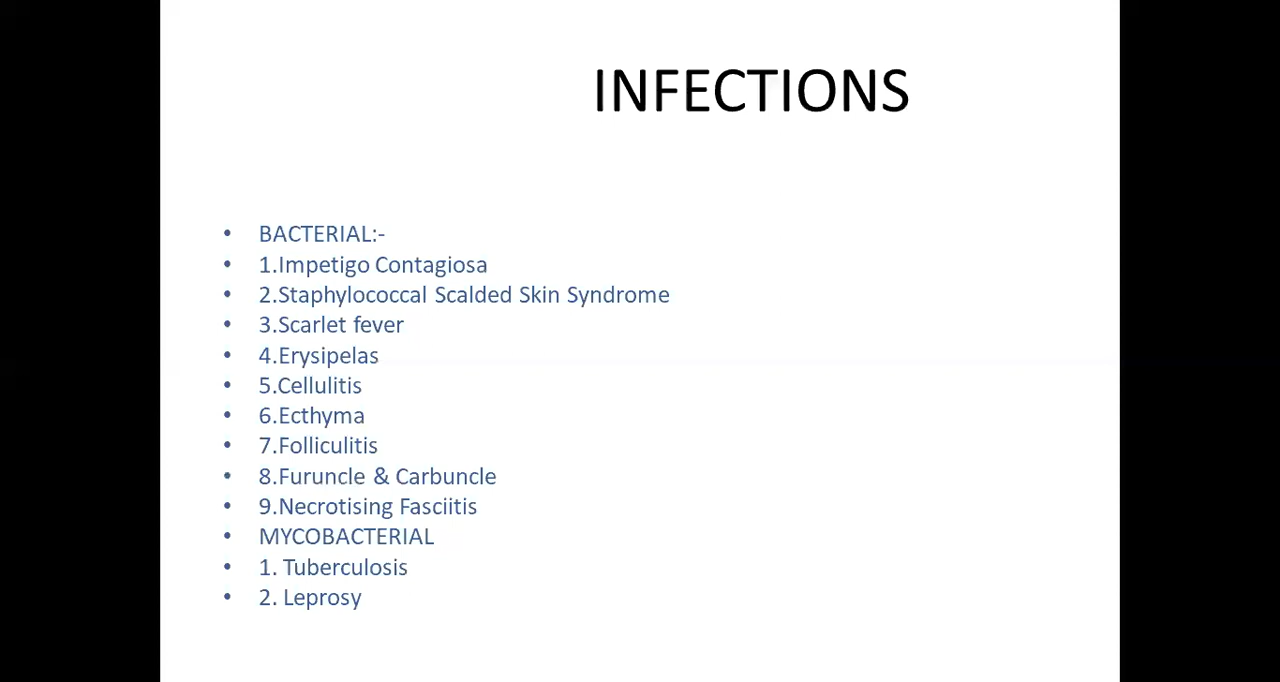 INFECTIONS
• BACTERIAL:-
• 1.Impetigo Contagiosa
• 2.Staphylococcal Scalded Skin Syndrome
• 3.Scarlet fever
• 4.Erysipelas
• 5.Cellulitis
• 6.Ecthyma
• 7.Folliculitis
• 8.Furuncle & Carbuncle
• 9.Necrotising Fasciitis
• MYCOBACTERIAL
• 1. Tuberculosis
• 2. Leprosy